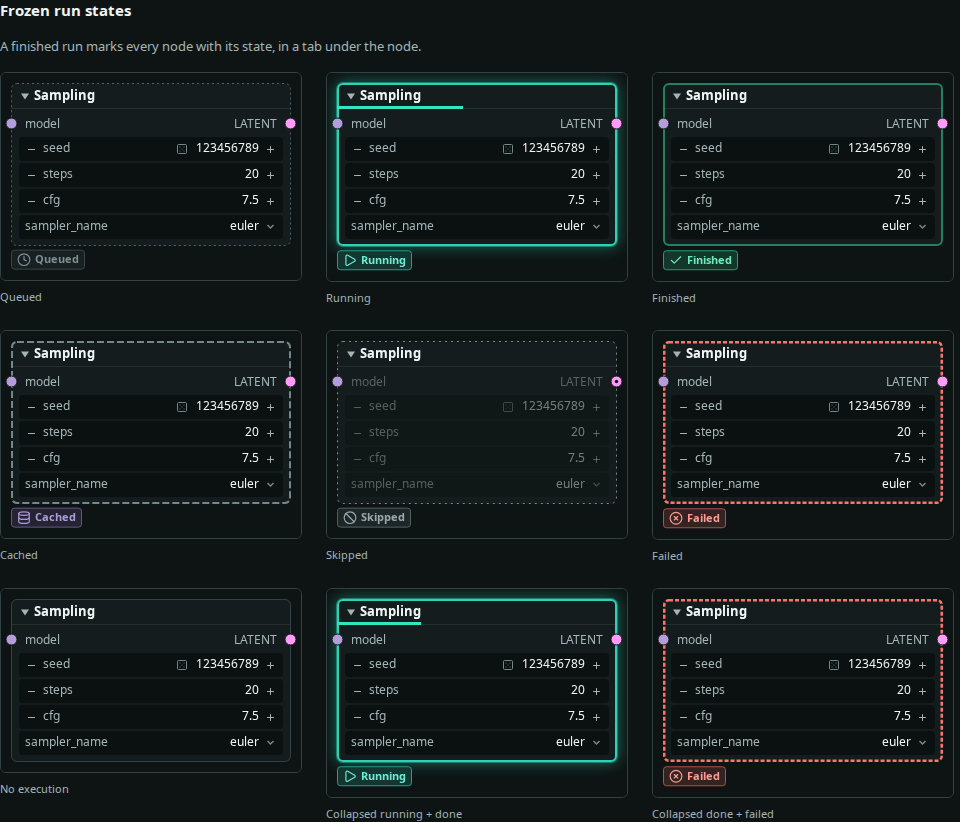 Frozen run states
A finished run marks every node with its state, in a tab under the node.
Sampling
model LATENT
– seed 123456789 +
– steps 20 +
– cfg 7.5 +
sampler_name euler
Queued
Queued
Sampling
model LATENT
– seed 123456789 +
– steps 20 +
– cfg 7.5 +
sampler_name euler
Running
Running
Sampling
model LATENT
– seed 123456789 +
– steps 20 +
– cfg 7.5 +
sampler_name euler
Finished
Finished
Sampling
model LATENT
– seed 123456789 +
– steps 20 +
– cfg 7.5 +
sampler_name euler
Cached
Cached
Sampling
model LATENT
– seed 123456789 +
– steps 20 +
– cfg 7.5 +
sampler_name euler
Skipped
Skipped
Sampling
model LATENT
– seed 123456789 +
– steps 20 +
– cfg 7.5 +
sampler_name euler
Failed
Failed
Sampling
model LATENT
– seed 123456789 +
– steps 20 +
– cfg 7.5 +
sampler_name euler
No execution
Sampling
model LATENT
– seed 123456789 +
– steps 20 +
– cfg 7.5 +
sampler_name euler
Running
Collapsed running + done
Sampling
model LATENT
– seed 123456789 +
– steps 20 +
– cfg 7.5 +
sampler_name euler
Failed
Collapsed done + failed